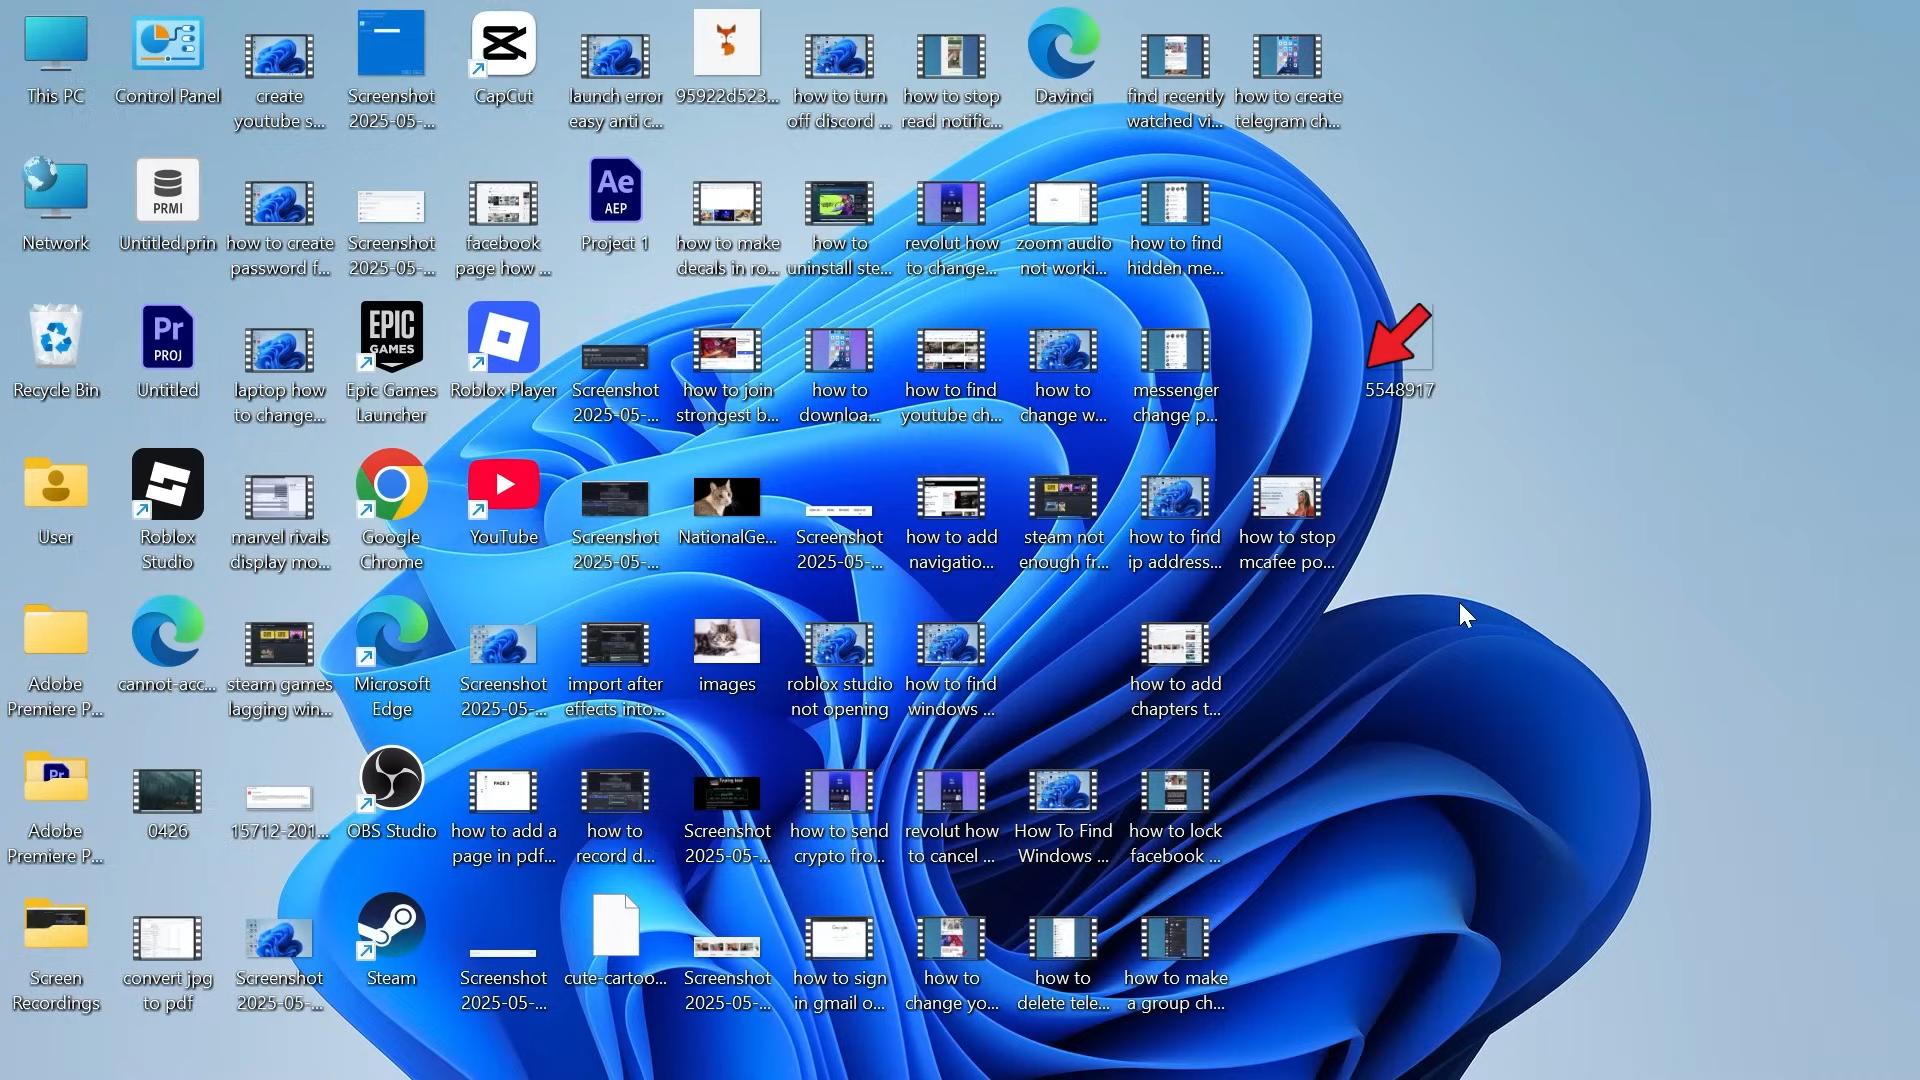 This PC
Control Panel
create
youtube s...
Screenshot
2025-05-...
CapCut
launch error
easy anti c...
95922d523...
how to turn
off discord ...
how to stop
read notific...
Davinci
find recently
watched vi...
how to create
telegram ch...
Network
PRMI
Untitled.prin
how to create
password f...
Screenshot
2025-05-...
facebook
page how ...
Ae
AEP
Project 1
how to make
decals in ro...
how to
uninstall ste...
revolut how
to change...
zoom audio
not worki...
how to find
hidden me...
Recycle Bin
Pr
PROJ
Untitled
laptop how
to change...
EPIC
GAMES
Epic Games
Launcher
Roblox Player
Screenshot
2025-05-...
how to join
strongest b...
how to
downloa...
how to find
youtube ch...
how to
change w...
messenger
change p...
5548917
User
Roblox
Studio
marvel rivals
display mo...
Google
Chrome
YouTube
Screenshot
2025-05-...
NationalGe...
Screenshot
2025-05-...
how to add
navigatio...
steam not
enough fr...
how to find
ip address...
how to stop
mcafee po...
Adobe
Premiere P...
cannot-acc...
steam games
lagging win...
Microsoft
Edge
Screenshot
2025-05-...
import after
effects into...
images
roblox studio
not opening
how to find
windows ...
how to add
chapters t...
Pr
Adobe
Premiere P...
0426
15712-201...
OBS Studio
PAGE 3
how to add a
page in pdf...
how to
record d...
Typing test
Screenshot
2025-05-...
how to send
crypto fro...
revolut how
to cancel ...
How To Find
Windows ...
how to lock
facebook ...
Screen
Recordings
convert jpg
to pdf
Screenshot
2025-05-...
Steam
Screenshot
2025-05-...
cute-cartoo...
Screenshot
2025-05-...
Google
how to sign
in gmail o...
how to
change yo...
how to
delete tele...
how to make
a group ch...